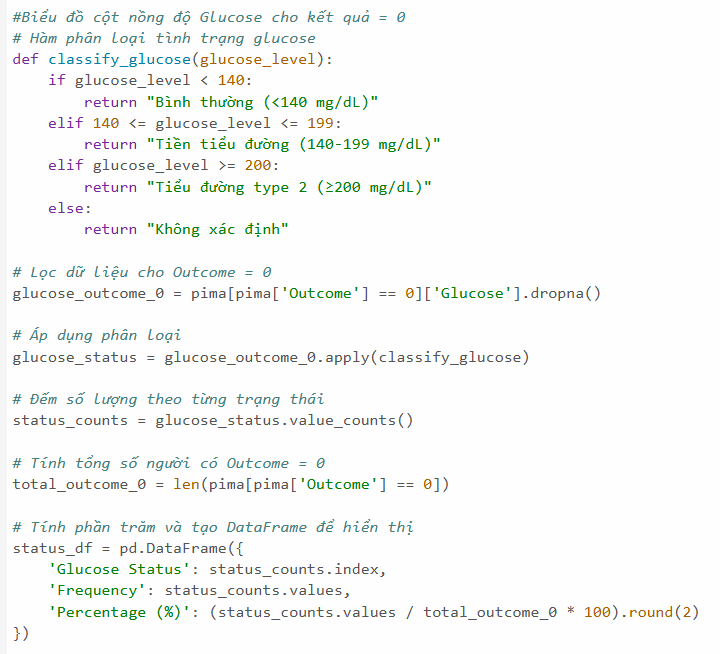 #Biểu đồ cột nồng độ Glucose cho kết quả = 0
# Hàm phân loại tình trạng glucose
def classify_glucose(glucose_level):
    if glucose_level < 140:
        return "Bình thường (<140 mg/dL)"
    elif 140 <= glucose_level <= 199:
        return "Tiền tiểu đường (140-199 mg/dL)"
    elif glucose_level >= 200:
        return "Tiểu đường type 2 (≥200 mg/dL)"
    else:
        return "Không xác định"

# Lọc dữ liệu cho Outcome = 0
glucose_outcome_0 = pima[pima['Outcome'] == 0]['Glucose'].dropna()

# Áp dụng phân loại
glucose_status = glucose_outcome_0.apply(classify_glucose)

# Đếm số lượng theo từng trạng thái
status_counts = glucose_status.value_counts()

# Tính tổng số người có Outcome = 0
total_outcome_0 = len(pima[pima['Outcome'] == 0])

# Tính phần trăm và tạo DataFrame để hiển thị
status_df = pd.DataFrame({
    'Glucose Status': status_counts.index,
    'Frequency': status_counts.values,
    'Percentage (%)': (status_counts.values / total_outcome_0 * 100).round(2)
})